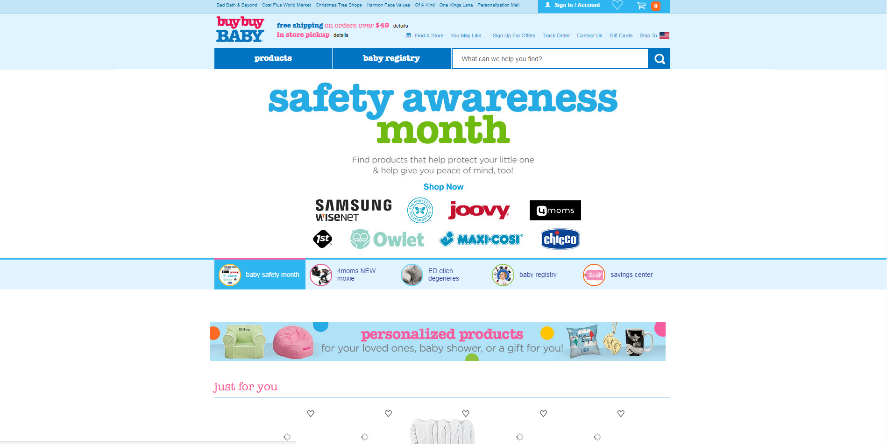 Bed Bath & Beyond Cost Plus World Market Christmas Tree Shops Harmon Face Values Of A Kind One Kings Lane Personalization Mall
Sign In / Account
0
buybuy
BABY
free shipping on orders over $49 details
in store pickup details
Find A Store You May Like... Sign Up For Offers Track Order Contact Us Gift Cards Ship To
products
baby registry
What can we help you find?
safety awareness
month
Find products that help protect your little one
& help give you peace of mind, too!
Shop Now
SAMSUNG
WISENET
joovy
4moms
1st
Owlet
MAXI-COSI
chicco
baby safety month
4moms NEW
moxie
ED ellen
degeneres
baby registry
savings center
personalized products
for your loved ones, baby shower, or a gift for you!
just for you